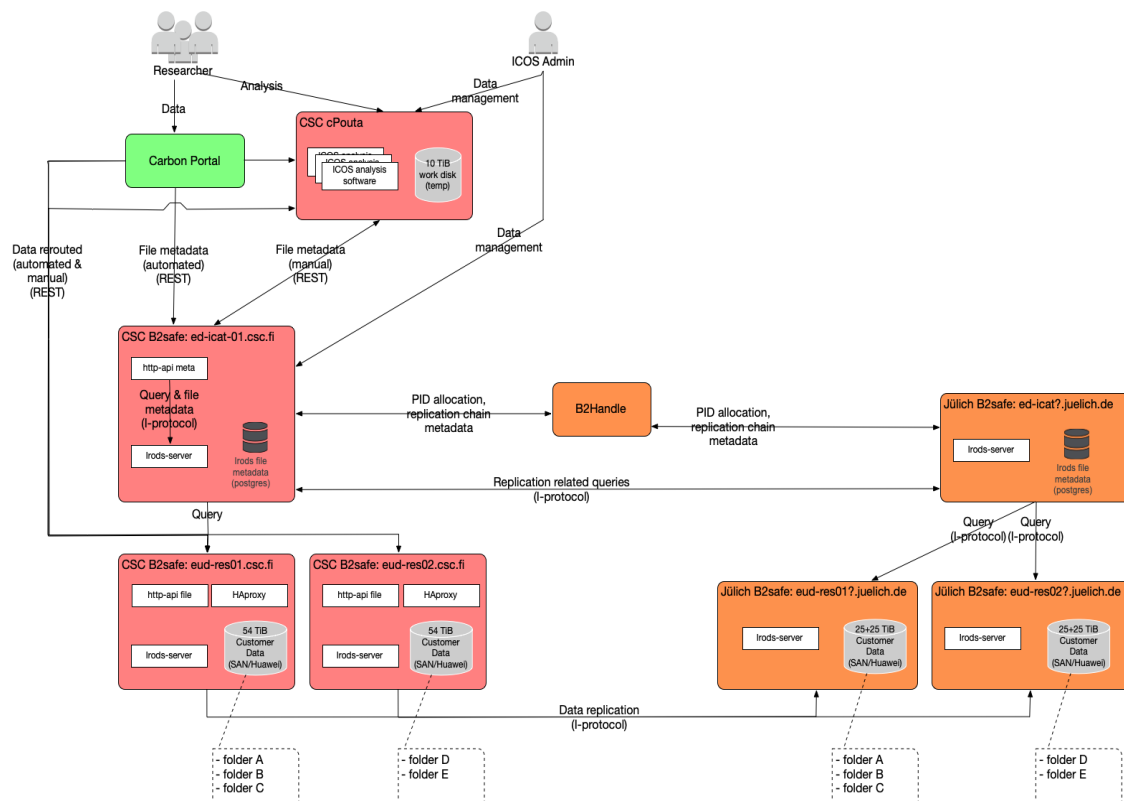 Researcher
ICOS Admin
Analysis
Data
management
Data
CSC cPouta
ICOS analysis
ICOS analysis
ICOS analysis
software
10 TiB
work disk
(temp)
Carbon Portal
Data rerouted
(automated &
manual)
(REST)
File metadata
(automated)
(REST)
File metadata
(manual)
(REST)
Data
management
CSC B2safe: ed-icat-01.csc.fi
http-api meta
Query & file
metadata
(I-protocol)
Irods-server
Irods file
metadata
(postgres)
PID allocation,
replication chain
metadata
B2Handle
PID allocation,
replication chain
metadata
Jülich B2safe: ed-icat?.juelich.de
Irods-server
Irods file
metadata
(postgres)
Replication related queries
(I-protocol)
Query
Query
(I-protocol)
Query
(I-protocol)
CSC B2safe: eud-res01.csc.fi
http-api file
HAproxy
Irods-server
54 TiB
Customer
Data
(SAN/Huawei)
CSC B2safe: eud-res02.csc.fi
http-api file
HAproxy
Irods-server
54 TiB
Customer
Data
(SAN/Huawei)
Jülich B2safe: eud-res01?.juelich.de
Irods-server
25+25 TiB
Customer
Data
(SAN/Huawei)
Jülich B2safe: eud-res02?.juelich.de
Irods-server
25+25 TiB
Customer
Data
(SAN/Huawei)
Data replication
(I-protocol)
- folder A
- folder B
- folder C
- folder D
- folder E
- folder A
- folder B
- folder C
- folder D
- folder E